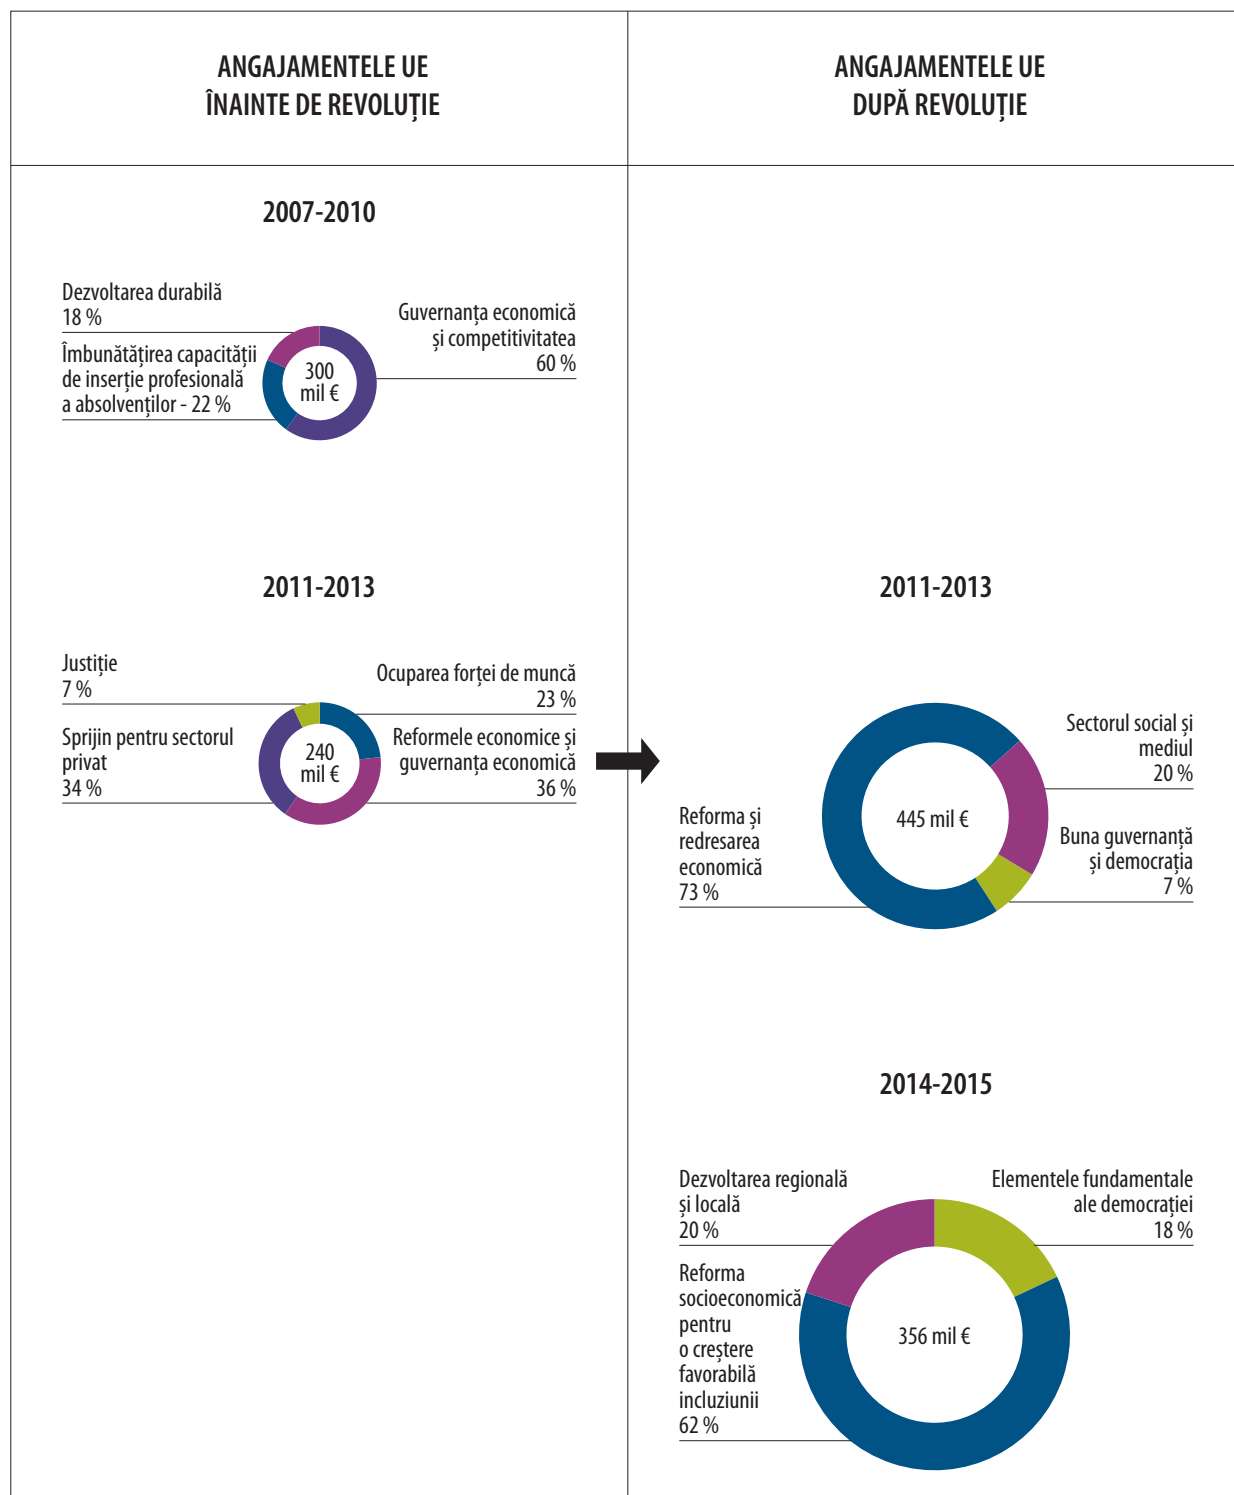 ANGAJAMENTELE UE
ÎNAINTE DE REVOLUȚIE
ANGAJAMENTELE UE
DUPĂ REVOLUȚIE
2007-2010
Dezvoltarea durabilă
18 %
Îmbunătățirea capacității
de inserție profesională
a absolvenților - 22 %
300
mil €
Guvernanța economică
și competitivitatea
60 %
2011-2013
Justiție
7 %
Sprijin pentru sectorul
privat
34 %
240
mil €
Ocuparea forței de muncă
23 %
Reformele economice și
guvernanța economică
36 %
2011-2013
Reforma și
redresarea
economică
73 %
445 mil €
Sectorul social și
mediul
20 %
Buna guvernanță
și democrația
7 %
2014-2015
Dezvoltarea regională
și locală
20 %
Reforma
socioeconomică
pentru
o creștere
favorabilă
incluziunii
62 %
356 mil €
Elementele fundamentale
ale democrației
18 %